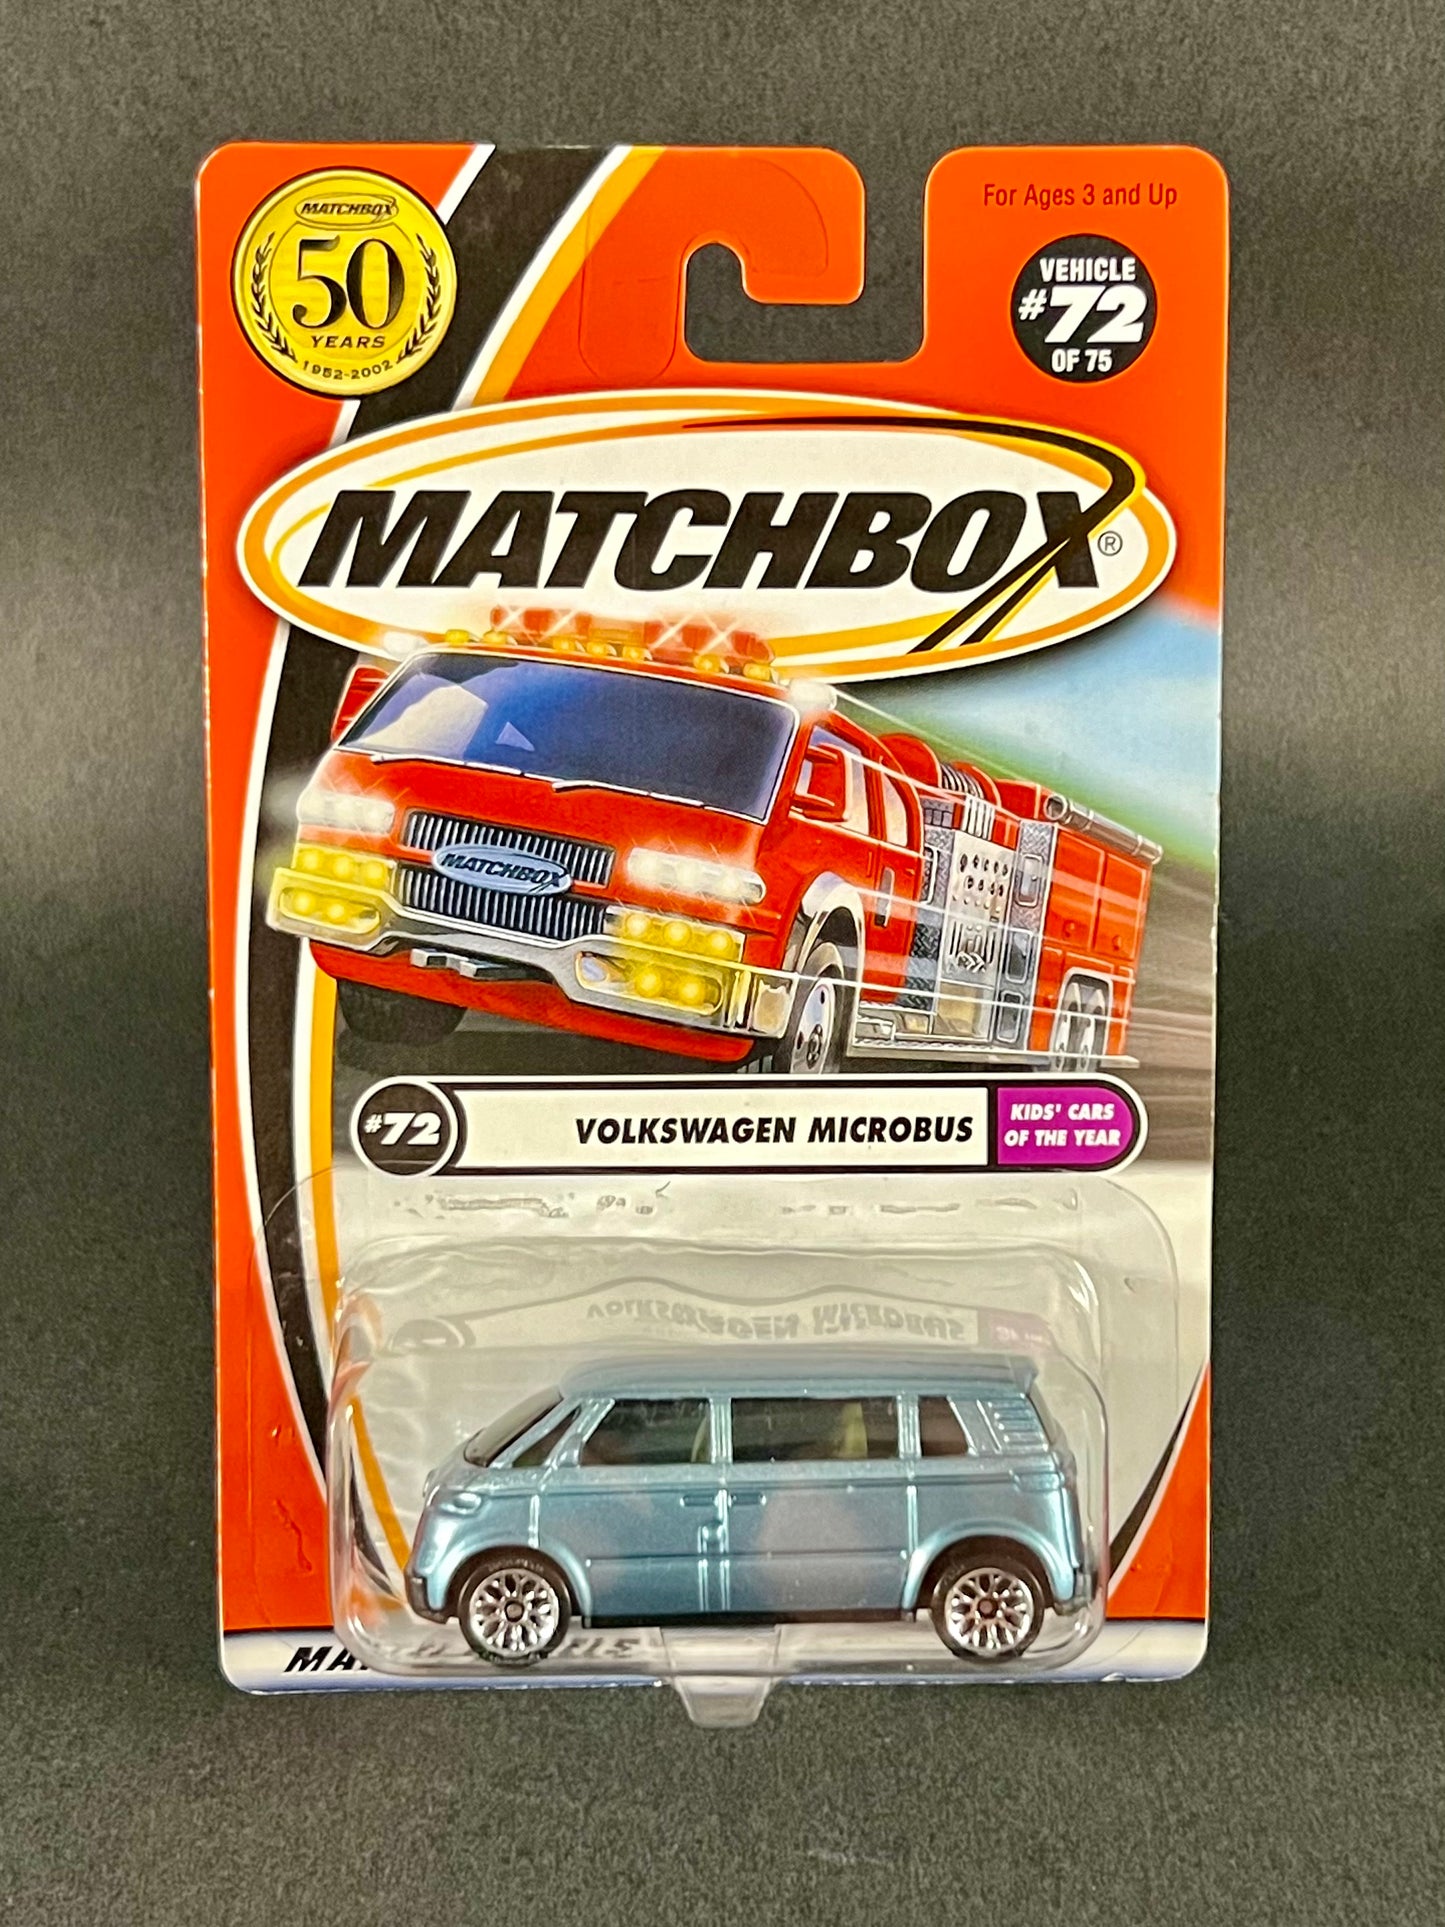 MATCHBOX
50
YEARS
1952-2002
For Ages 3 and Up
VEHICLE
#72
OF 75
MATCHBOX®
MATCHBOX
#72
VOLKSWAGEN MICROBUS
KIDS' CARS
OF THE YEAR